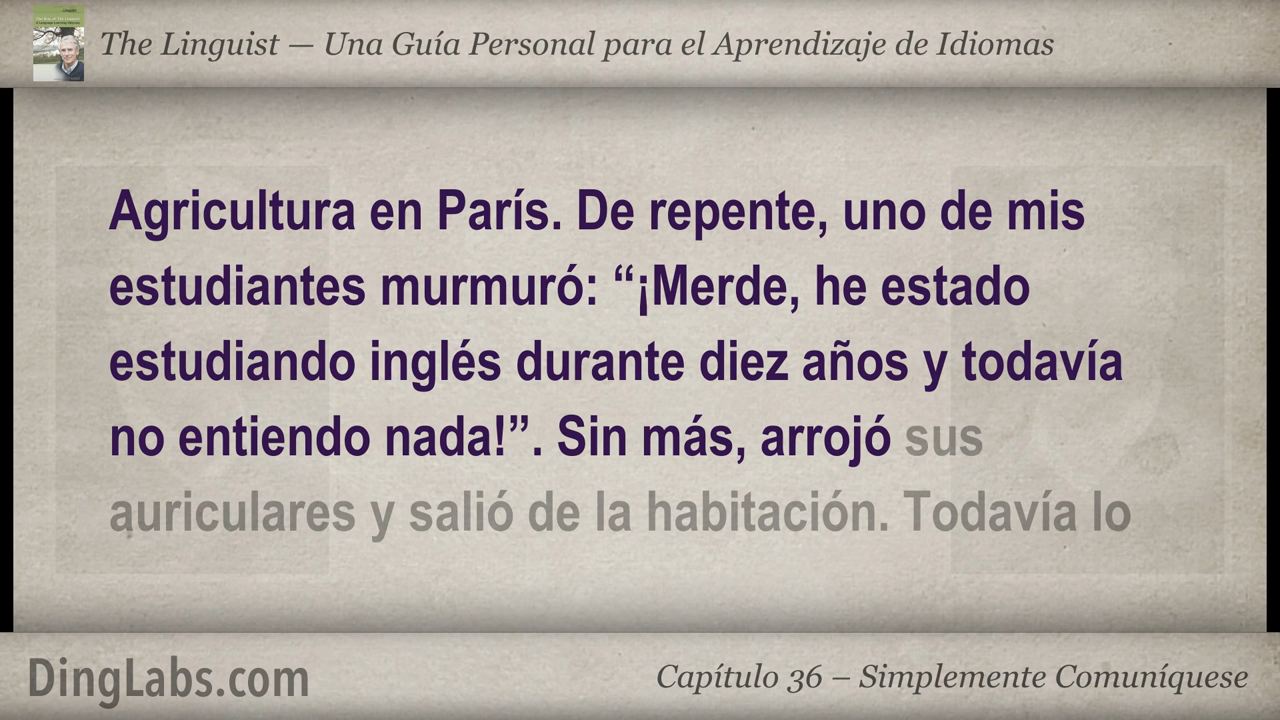 The Linguist — Una Guía Personal para el Aprendizaje de Idiomas
Agricultura en París. De repente, uno de mis
estudiantes murmuró: “¡Merde, he estado
estudiando inglés durante diez años y todavía
no entiendo nada!”. Sin más, arrojó sus
auriculares y salió de la habitación. Todavía lo
DingLabs.com
Capítulo 36 – Simplemente Comuníquese